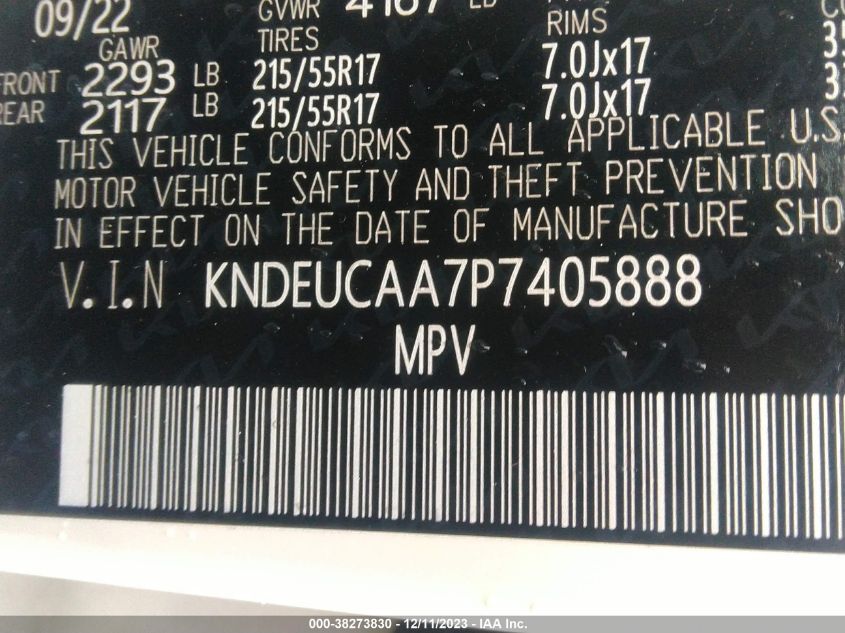 09/22 GVWR 4167 LB
GAWR TIRES RIMS
FRONT 2293 LB 215/55R17 7.0Jx17
REAR 2117 LB 215/55R17 7.0Jx17
THIS VEHICLE CONFORMS TO ALL APPLICABLE U.S.
MOTOR VEHICLE SAFETY AND THEFT PREVENTION
IN EFFECT ON THE DATE OF MANUFACTURE SHO
V.I.N KNDEUCAA7P7405888
MPV
000-38273830 - 12/11/2023 - IAA Inc.